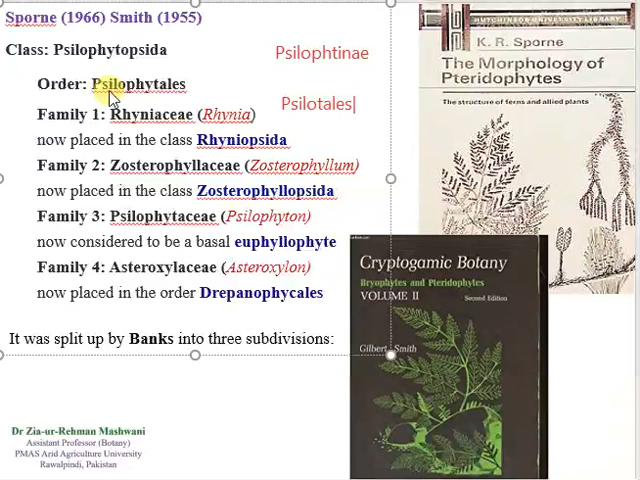 Sporne (1966) Smith (1955)
Class: Psilophytopsida
Psilophtinae
Order: Psilophytales
Psilotales
Family 1: Rhyniaceae (Rhynia)
now placed in the class Rhyniopsida
Family 2: Zosterophyllaceae (Zosterophyllum)
now placed in the class Zosterophyllopsida
Family 3: Psilophytaceae (Psilophyton)
now considered to be a basal euphyllophyte
Family 4: Asteroxylaceae (Asteroxylon)
now placed in the order Drepanophycales
It was split up by Banks into three subdivisions:
Dr Zia-ur-Rehman Mashwani
Assistant Professor (Botany)
PMAS Arid Agriculture University
Rawalpindi, Pakistan
HUTCHINSON UNIVERSITY LIBRARY
K. R. Sporne
The Morphology of
Pteridophytes
The structure of ferns and allied plants
Cryptogamic Botany
Bryophytes and Pteridophytes
VOLUME II Second Edition
Gilbert Smith